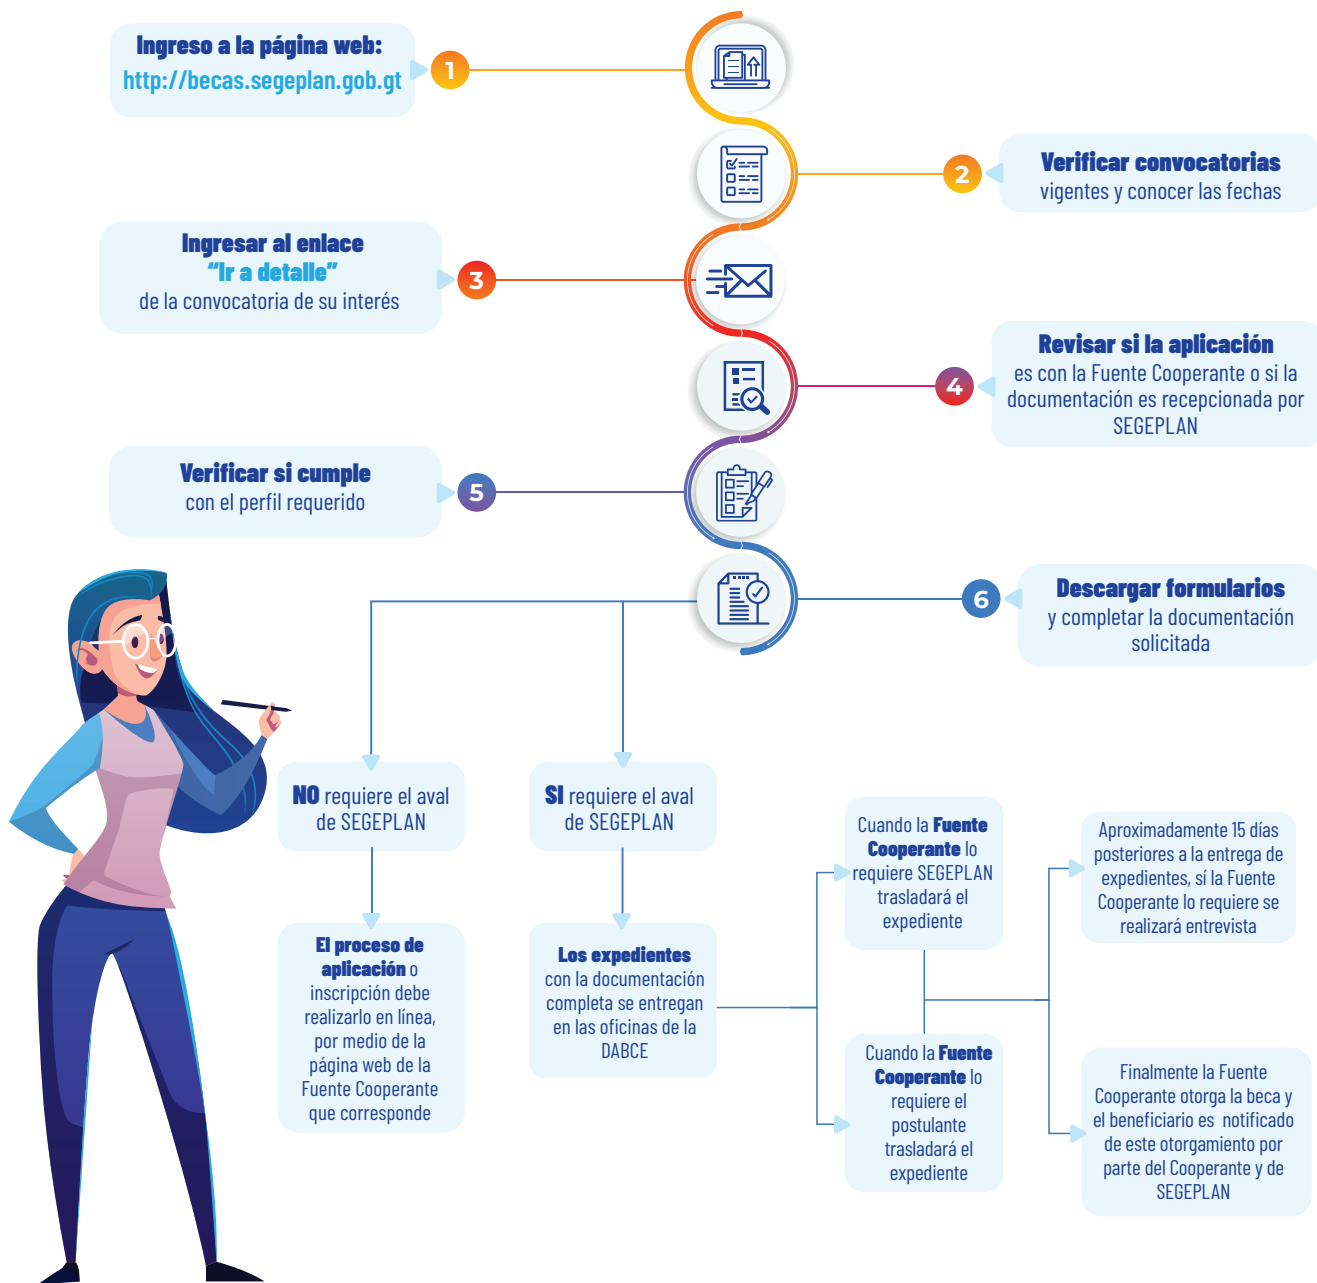 Ingreso a la página web:
http://becas.segeplan.gob.gt
1
2
Verificar convocatorias
vigentes y conocer las fechas
Ingresar al enlace
“Ir a detalle”
de la convocatoria de su interés
3
4
Revisar si la aplicación
es con la Fuente Cooperante o si la
documentación es recepcionada por
SEGEPLAN
Verificar si cumple
con el perfil requerido
5
6
Descargar formularios
y completar la documentación
solicitada
NO requiere el aval
de SEGEPLAN
El proceso de
aplicación o
inscripción debe
realizarlo en línea,
por medio de la
página web de la
Fuente Cooperante
que corresponde
SI requiere el aval
de SEGEPLAN
Los expedientes
con la documentación
completa se entregan
en las oficinas de la
DABCE
Cuando la Fuente
Cooperante lo
requiere SEGEPLAN
trasladará el
expediente
Cuando la Fuente
Cooperante lo
requiere el
postulante
trasladará el
expediente
Aproximadamente 15 días
posteriores a la entrega de
expedientes, sí la Fuente
Cooperante lo requiere se
realizará entrevista
Finalmente la Fuente
Cooperante otorga la beca y
el beneficiario es notificado
de este otorgamiento por
parte del Cooperante y de
SEGEPLAN